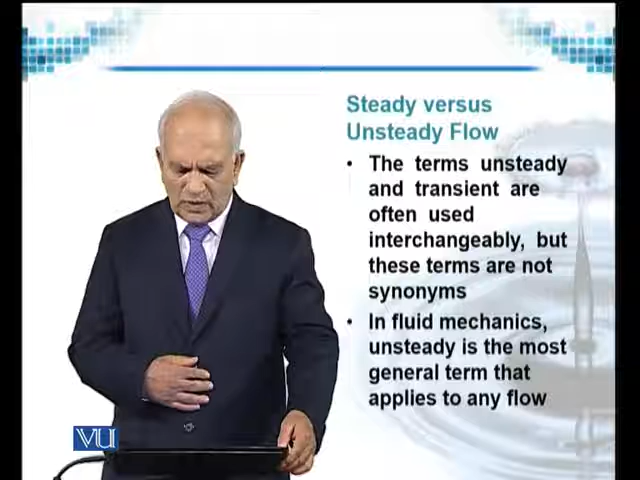 Steady versus
Unsteady Flow
• The terms unsteady
and transient are
often used
interchangeably, but
these terms are not
synonyms
• In fluid mechanics,
unsteady is the most
general term that
applies to any flow
VU